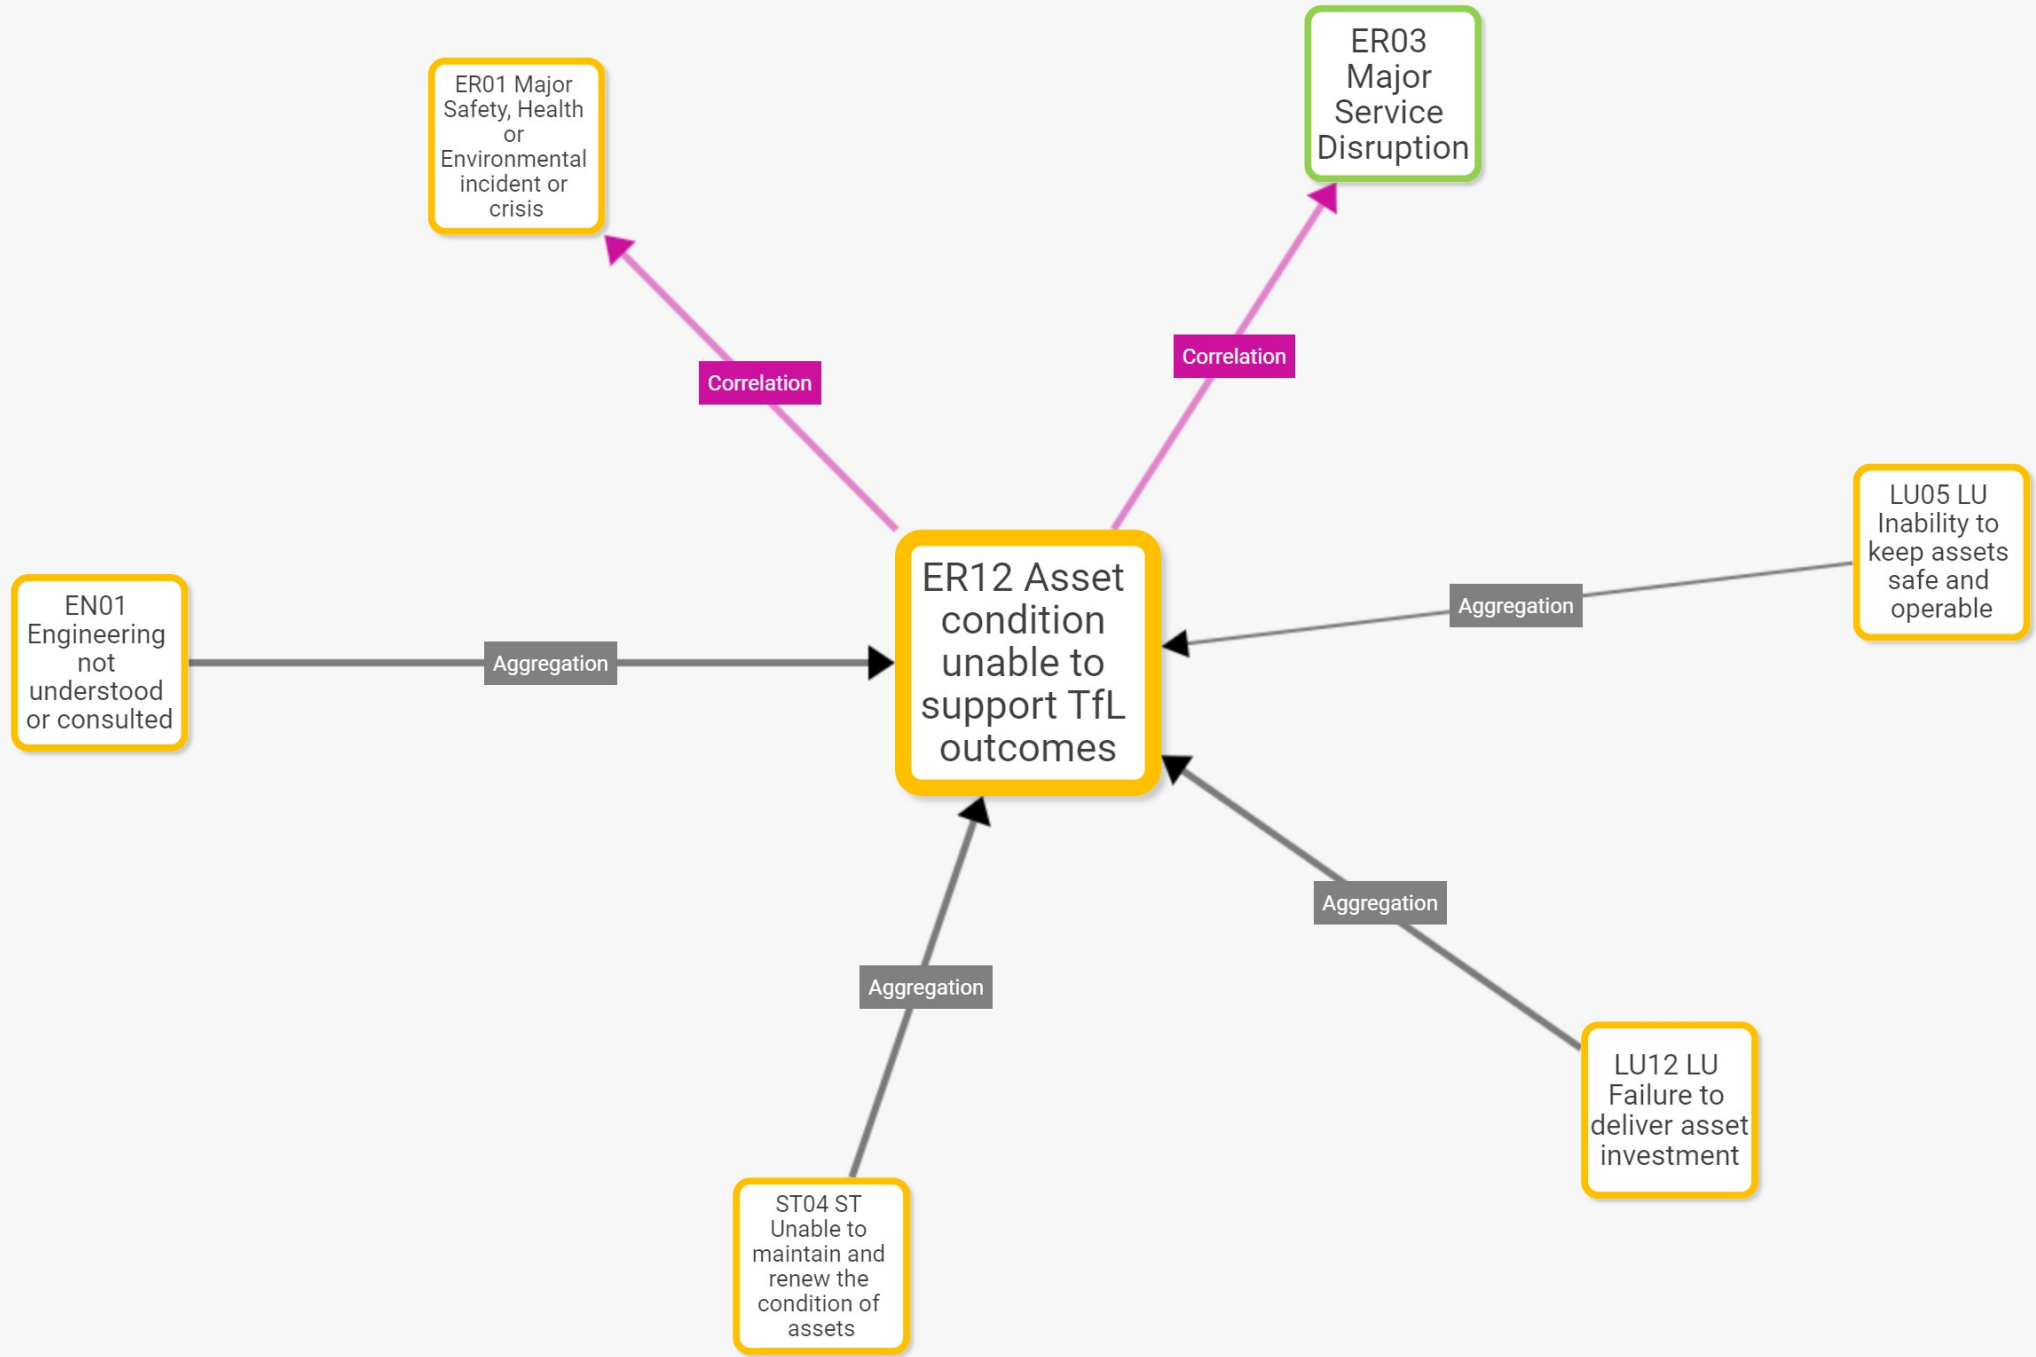 ER03
Major
Service
Disruption
ER01 Major
Safety, Health
or
Environmental
incident or
crisis
Correlation
Correlation
LU05 LU
Inability to
keep assets
safe and
operable
Aggregation
EN01
Engineering
not
understood
or consulted
Aggregation
ER12 Asset
condition
unable to
support TfL
outcomes
Aggregation
Aggregation
LU12 LU
Failure to
deliver asset
investment
ST04 ST
Unable to
maintain and
renew the
condition of
assets